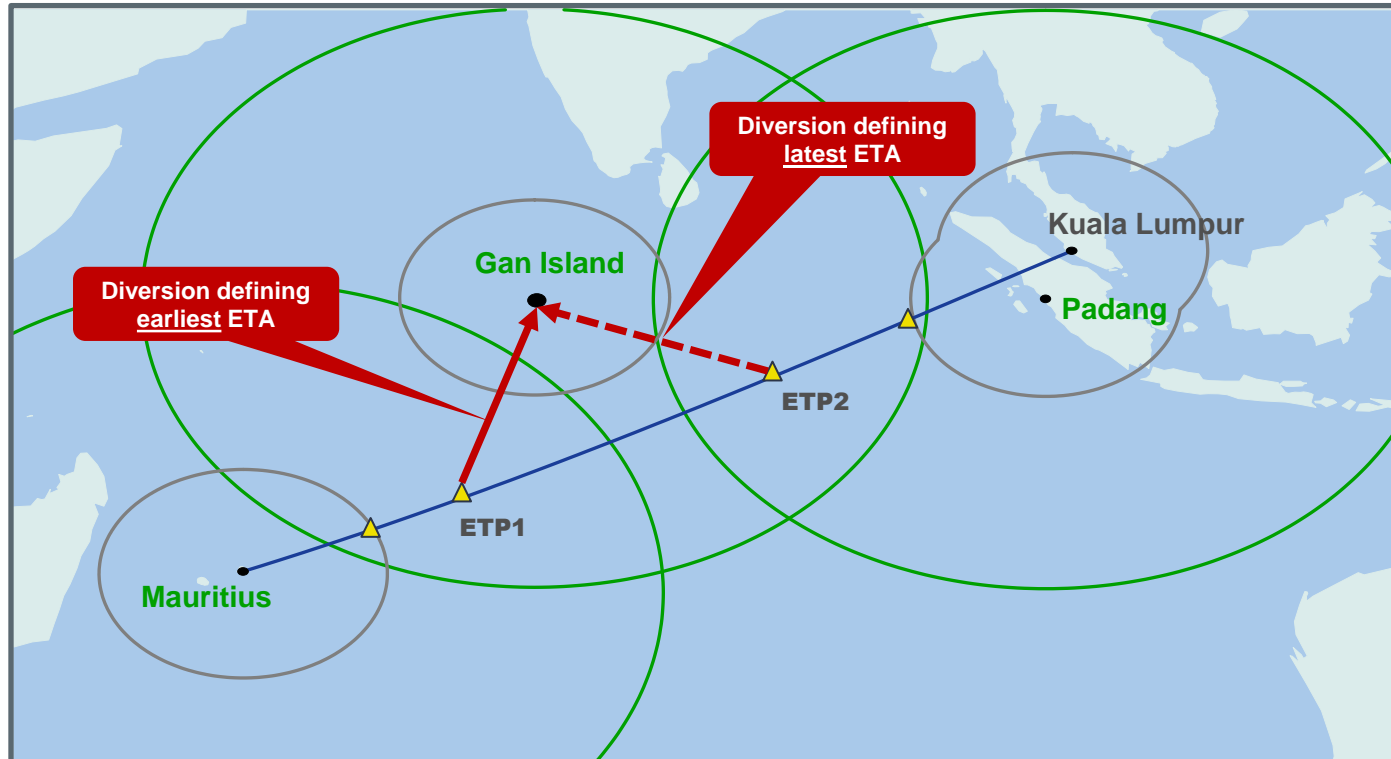 Diversion defining
latest ETA
Kuala Lumpur
Gan Island
Diversion defining
earliest ETA
Padang
ETP2
ETP1
Mauritius